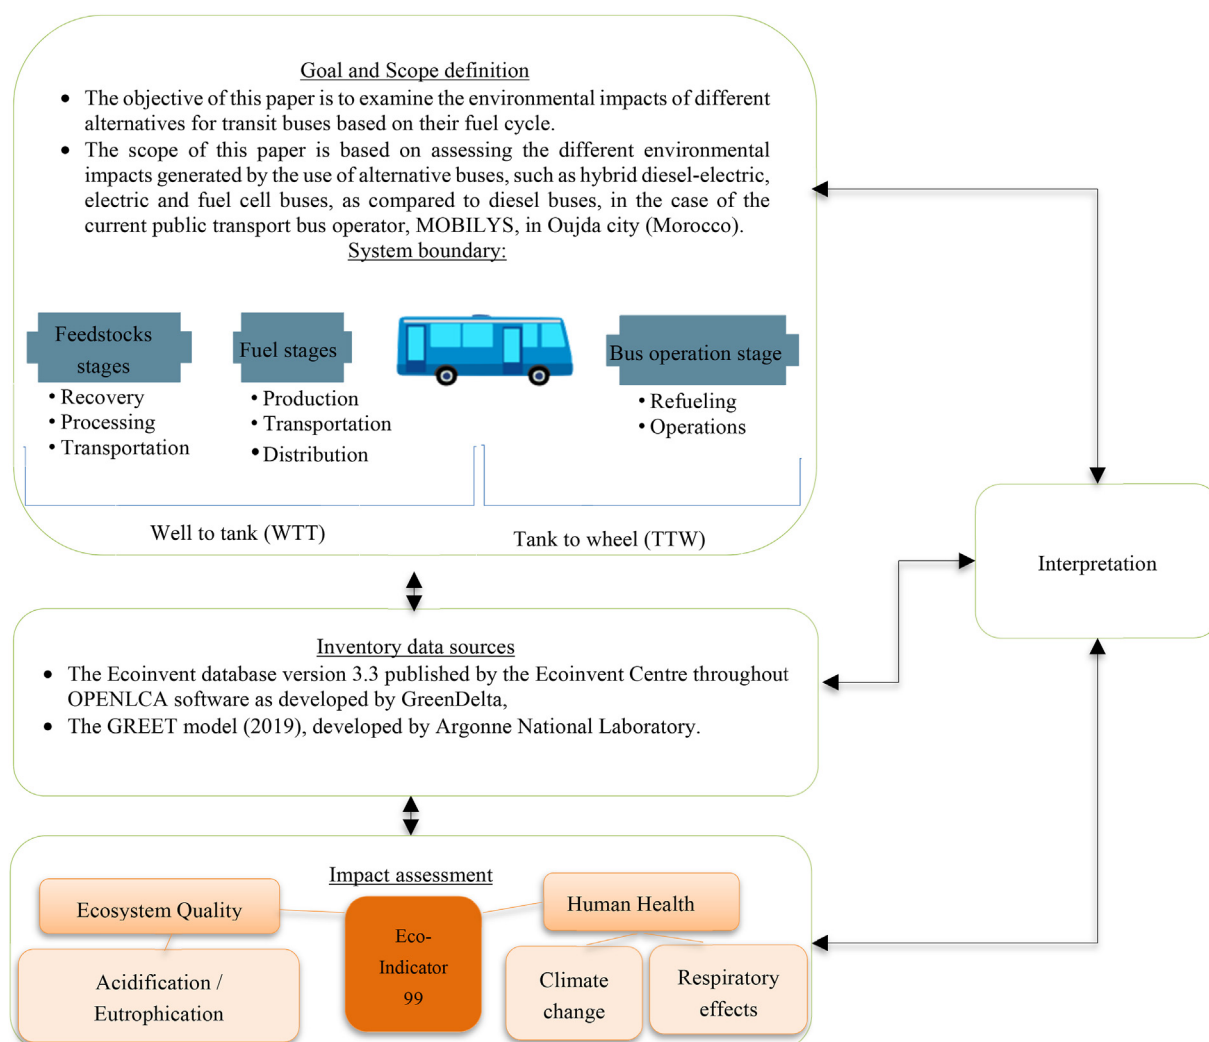 Goal and Scope definition
• The objective of this paper is to examine the environmental impacts of different
alternatives for transit buses based on their fuel cycle.
• The scope of this paper is based on assessing the different environmental
impacts generated by the use of alternative buses, such as hybrid diesel-electric,
electric and fuel cell buses, as compared to diesel buses, in the case of the
current public transport bus operator, MOBILYS, in Oujda city (Morocco).
System boundary:
Feedstocks
stages
• Recovery
• Processing
• Transportation
Fuel stages
• Production
• Transportation
• Distribution
Bus operation stage
• Refueling
• Operations
Well to tank (WTT)
Tank to wheel (TTW)
Interpretation
Inventory data sources
• The Ecoinvent database version 3.3 published by the Ecoinvent Centre throughout
OPENLCA software as developed by GreenDelta,
• The GREET model (2019), developed by Argonne National Laboratory.
Impact assessment
Ecosystem Quality
Acidification /
Eutrophication
Eco-
Indicator
99
Human Health
Climate
change
Respiratory
effects